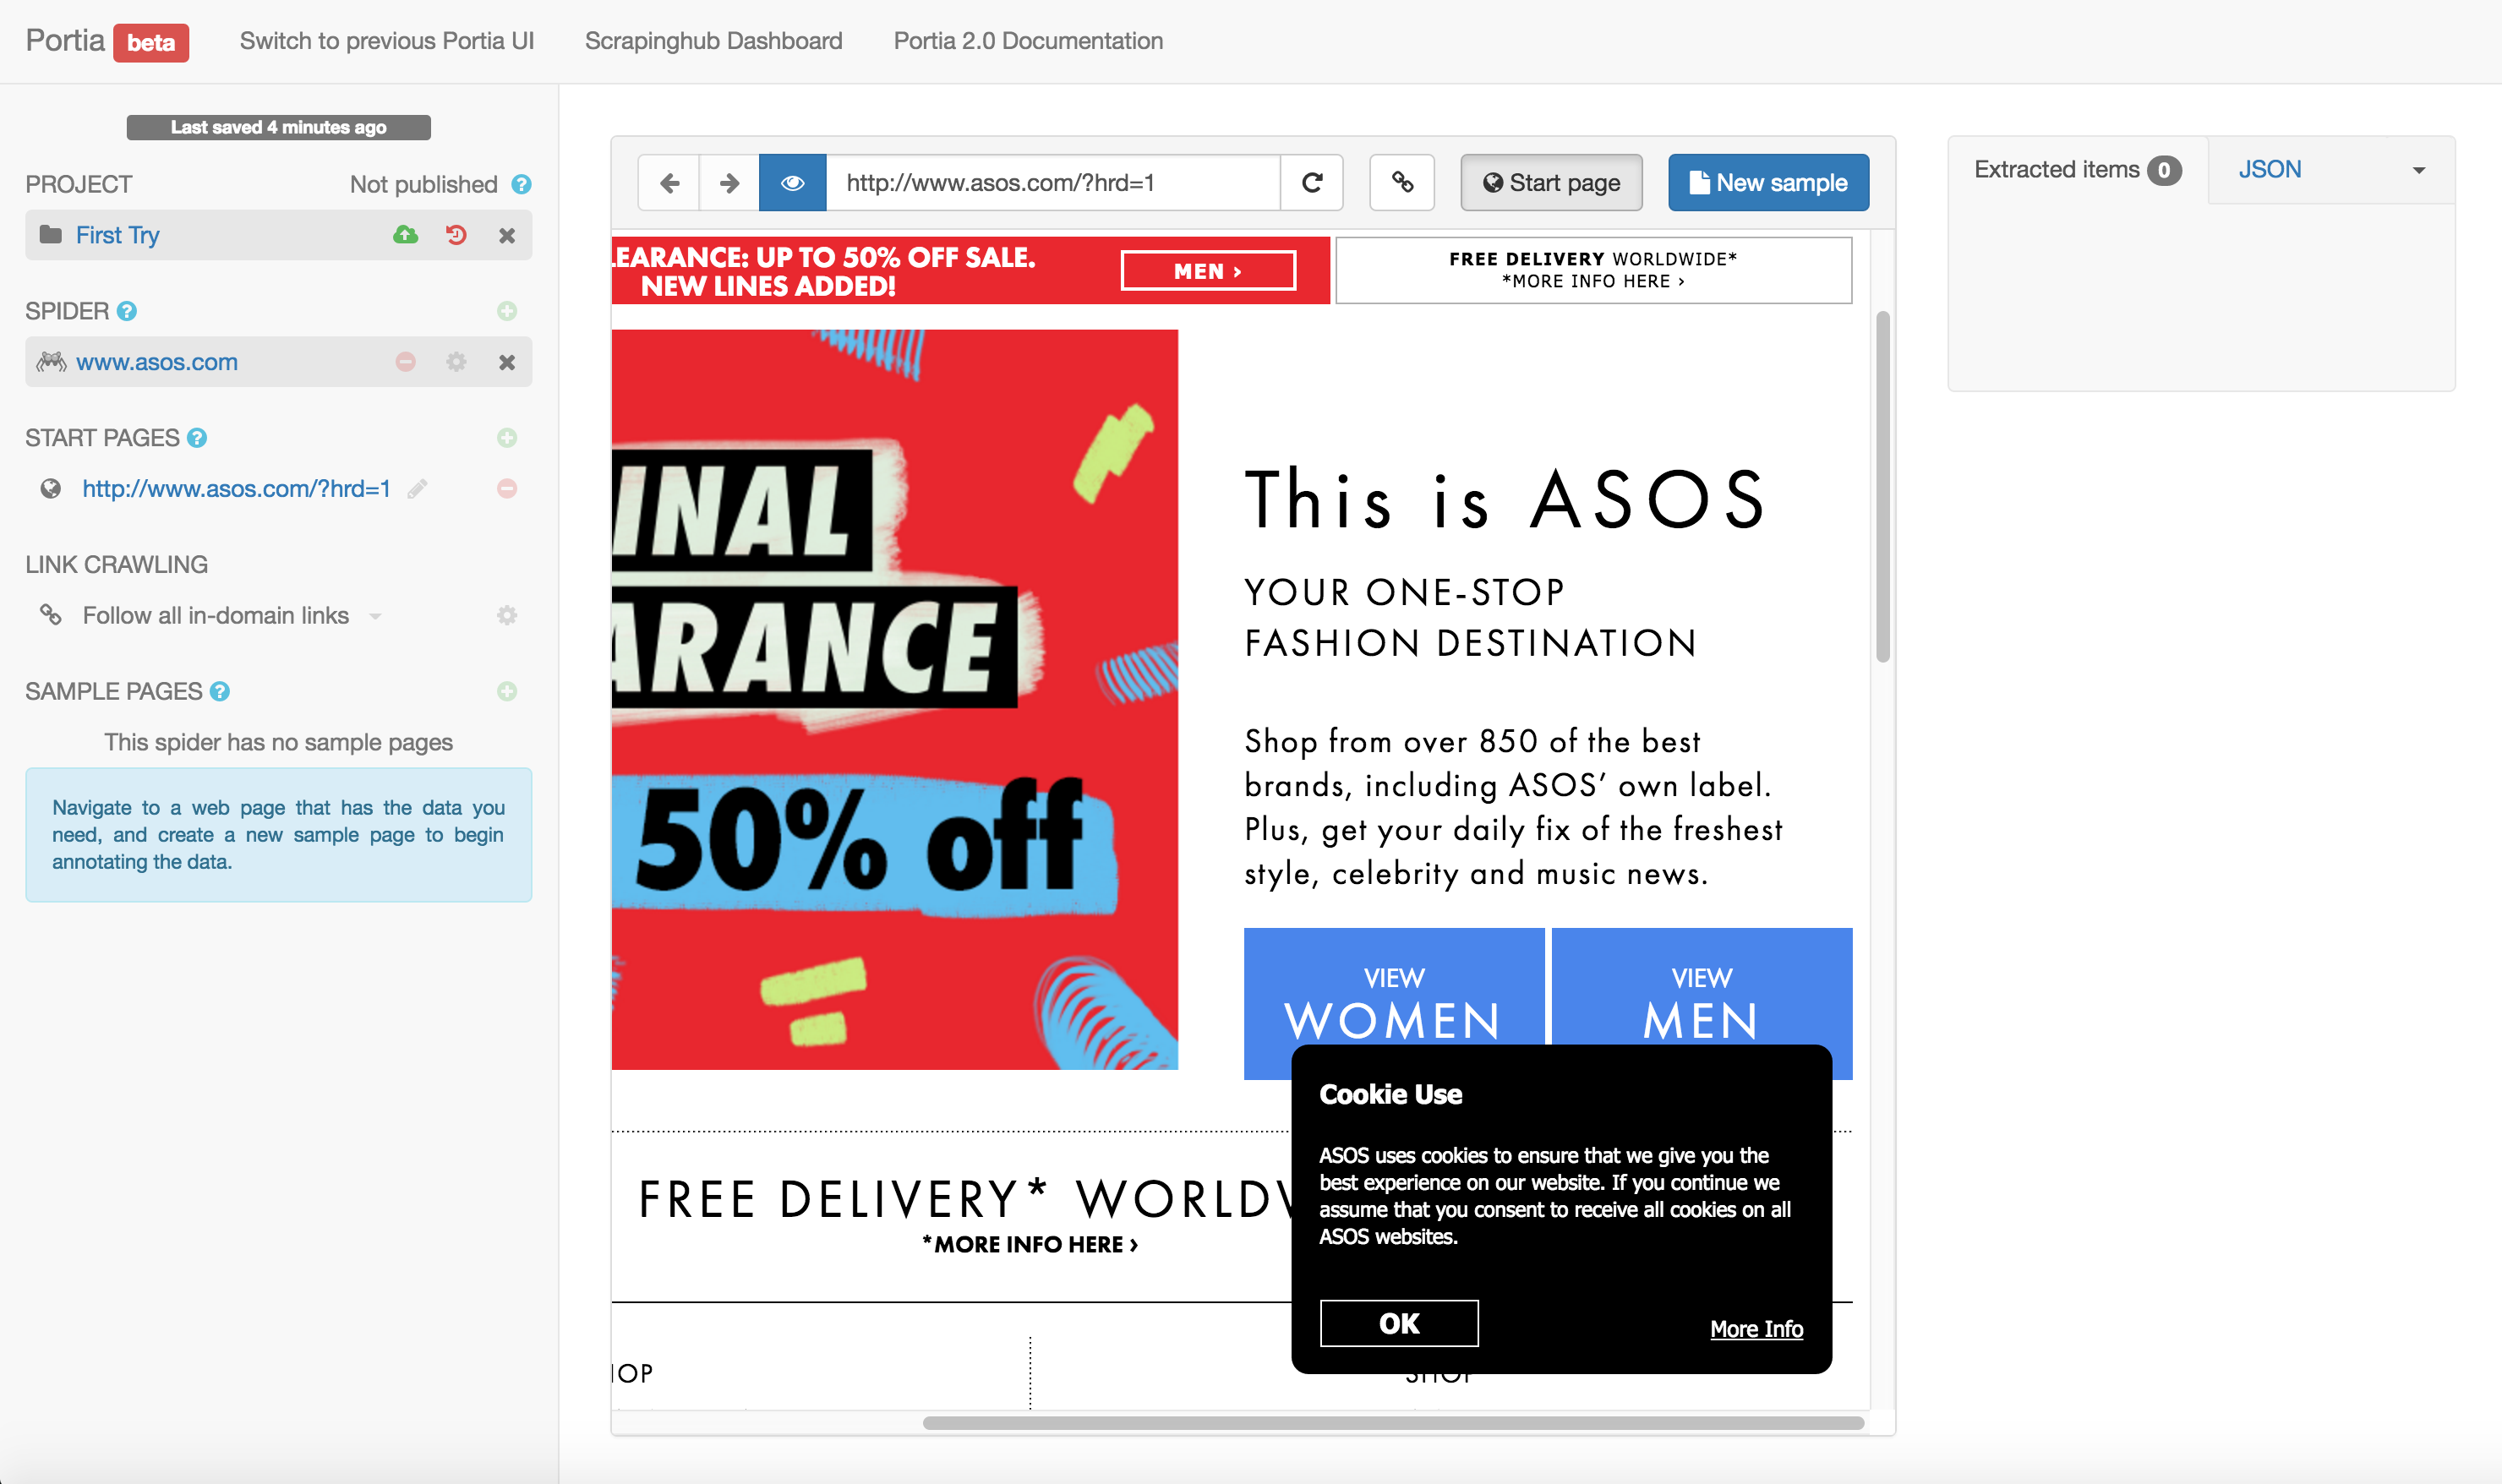 Portia beta Switch to previous Portia UI Scrapinghub Dashboard Portia 2.0 Documentation
Last saved 4 minutes ago
PROJECT Not published ?
First Try
SPIDER ?
www.asos.com
START PAGES ?
http://www.asos.com/?hrd=1
LINK CRAWLING
Follow all in-domain links
SAMPLE PAGES ?
This spider has no sample pages
Navigate to a web page that has the data you
need, and create a new sample page to begin
annotating the data.
http://www.asos.com/?hrd=1 Start page New sample
LEARANCE: UP TO 50% OFF SALE.
NEW LINES ADDED!
MEN ›
FREE DELIVERY WORLDWIDE*
*MORE INFO HERE ›
INAL
ARANCE
50% off
This is ASOS
YOUR ONE-STOP
FASHION DESTINATION
Shop from over 850 of the best
brands, including ASOS’ own label.
Plus, get your daily fix of the freshest
style, celebrity and music news.
VIEW
WOMEN
VIEW
MEN
Cookie Use
ASOS uses cookies to ensure that we give you the
best experience on our website. If you continue we
assume that you consent to receive all cookies on all
ASOS websites.
OK More Info
FREE DELIVERY* WORLDW
*MORE INFO HERE ›
HOP SHOP
Extracted items 0 JSON